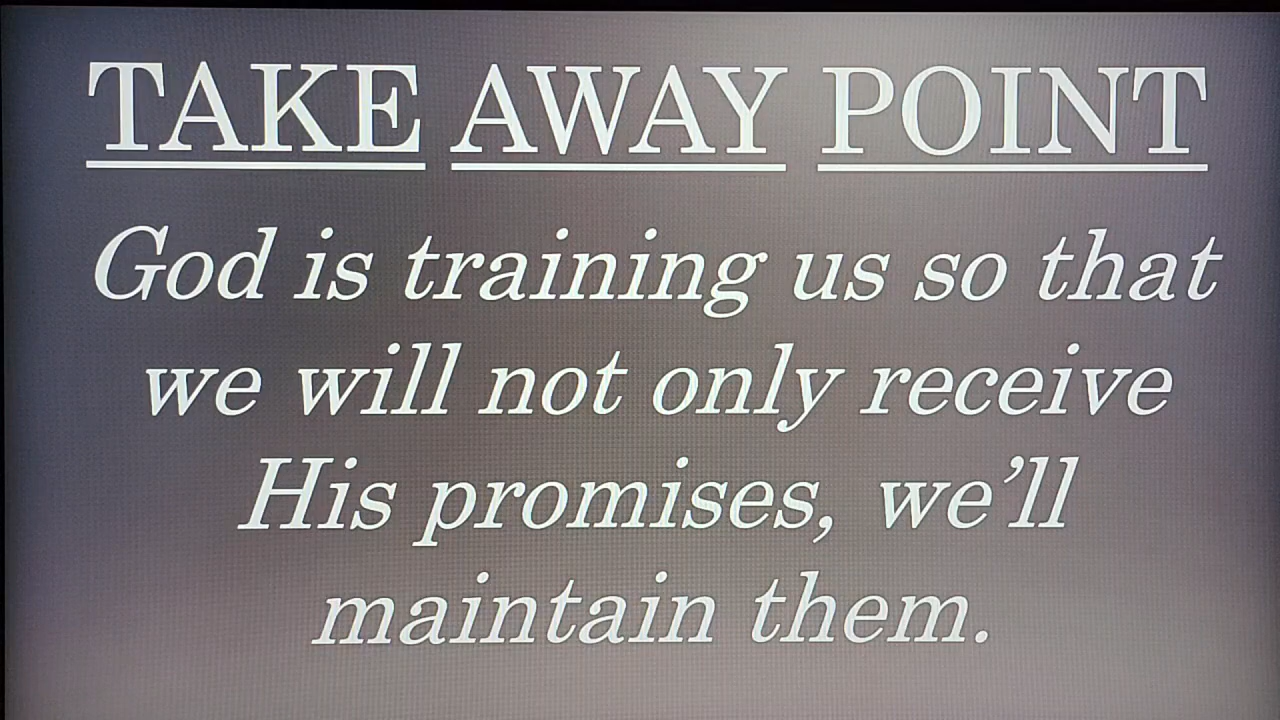 TAKE AWAY POINT
God is training us so that
we will not only receive
His promises, we’ll
maintain them.